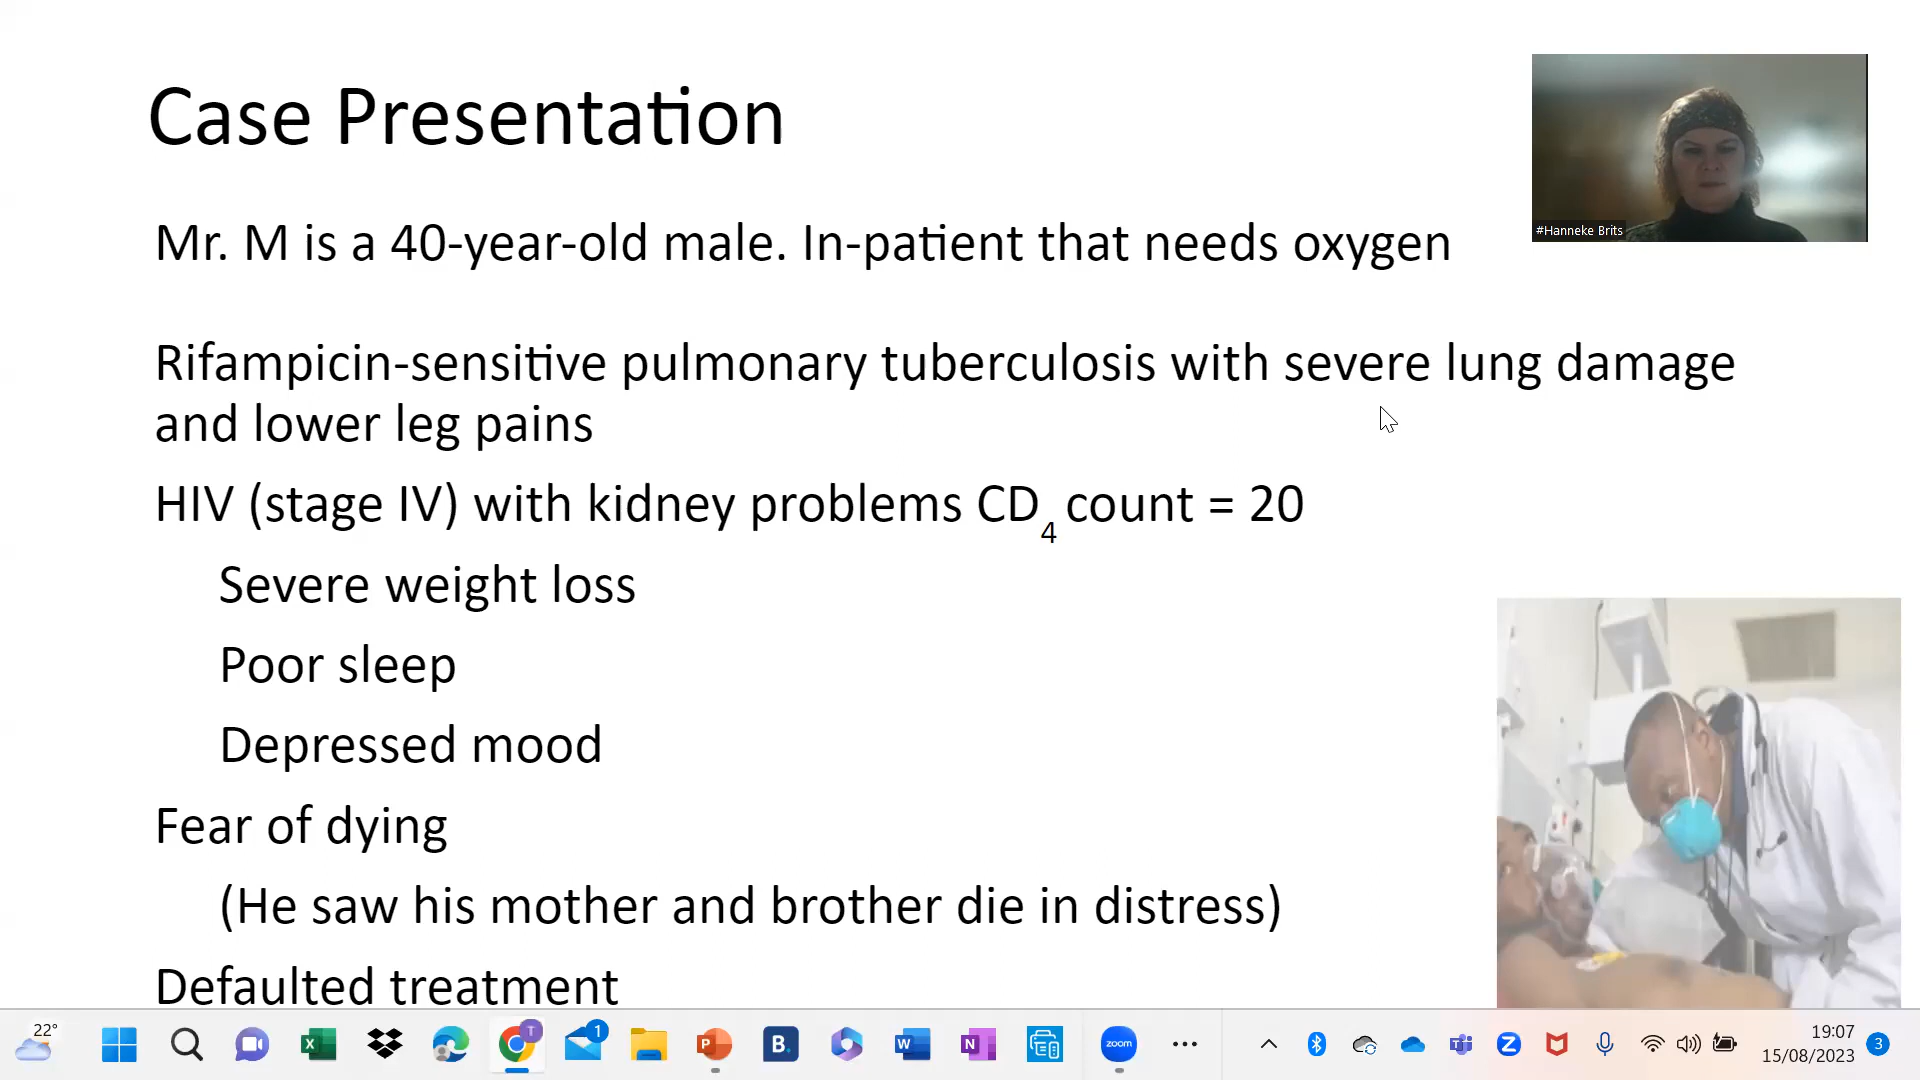 Case Presentation
#Hanneke Brits
Mr. M is a 40-year-old male. In-patient that needs oxygen
Rifampicin-sensitive pulmonary tuberculosis with severe lung damage
and lower leg pains
HIV (stage IV) with kidney problems CD4 count = 20
Severe weight loss
Poor sleep
Depressed mood
Fear of dying
(He saw his mother and brother die in distress)
Defaulted treatment
22°
T
1
B.
zoom
19:07
15/08/2023
3